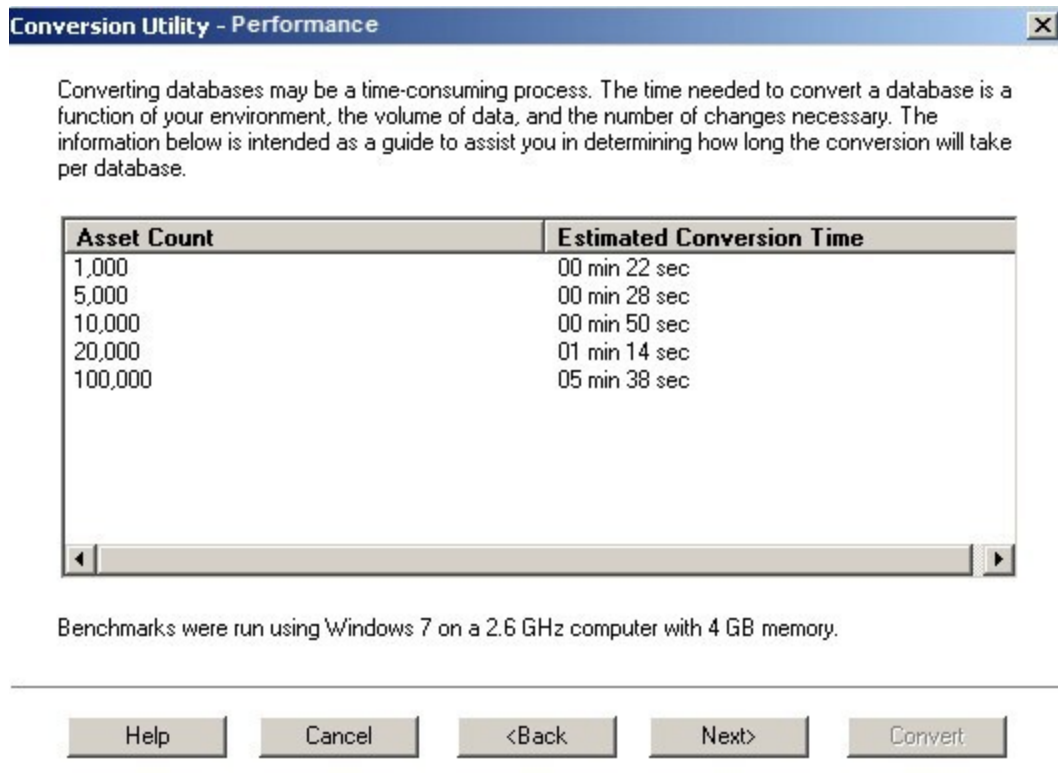 Conversion Utility - Performance
Converting databases may be a time-consuming process. The time needed to convert a database is a
function of your environment, the volume of data, and the number of changes necessary. The
information below is intended as a guide to assist you in determining how long the conversion will take
per database.
Asset Count Estimated Conversion Time
1,000 00 min 22 sec
5,000 00 min 28 sec
10,000 00 min 50 sec
20,000 01 min 14 sec
100,000 05 min 38 sec
Benchmarks were run using Windows 7 on a 2.6 GHz computer with 4 GB memory.
Help Cancel <Back Next> Convert